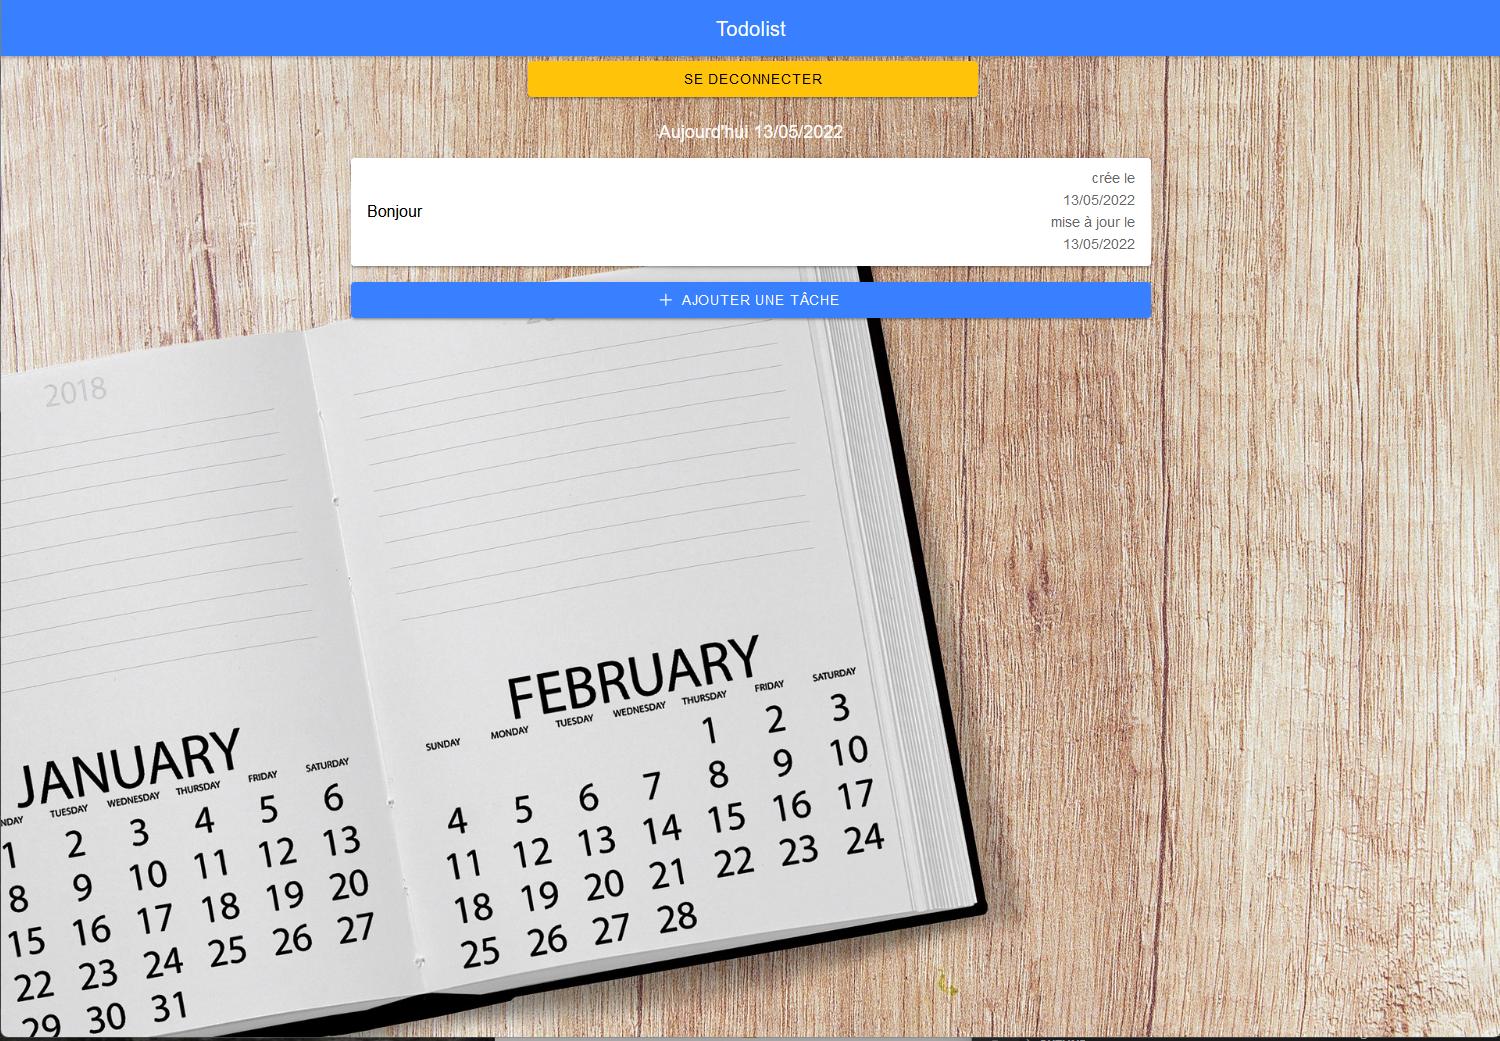 Todolist
SE DECONNECTER
Aujourd'hui 13/05/2022
Bonjour
crée le
13/05/2022
mise à jour le
13/05/2022
AJOUTER UNE TÂCHE
2018
JANUARY
TUESDAY WEDNESDAY THURSDAY FRIDAY SATURDAY
1 2 3 4 5 6
8 9 10 11 12 13
15 16 17 18 19 20
22 23 24 25 26 27
29 30 31
FEBRUARY
SUNDAY MONDAY TUESDAY WEDNESDAY THURSDAY FRIDAY SATURDAY
1 2 3
4 5 6 7 8 9 10
11 12 13 14 15 16 17
18 19 20 21 22 23 24
25 26 27 28